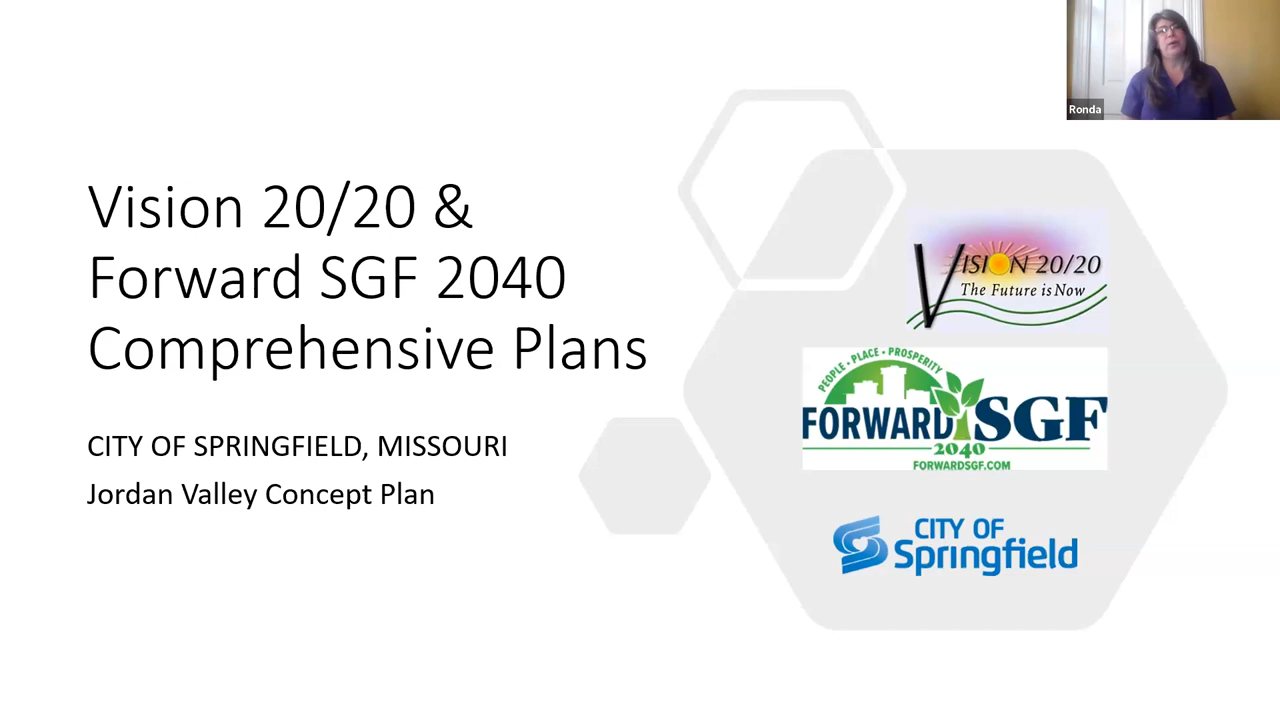 Ronda
Vision 20/20 &
Forward SGF 2040
Comprehensive Plans
CITY OF SPRINGFIELD, MISSOURI
Jordan Valley Concept Plan
VISION 20/20
The Future is Now
PEOPLE • PLACE • PROSPERITY
FORWARD SGF
2040
FORWARDSGF.COM
CITY OF
Springfield